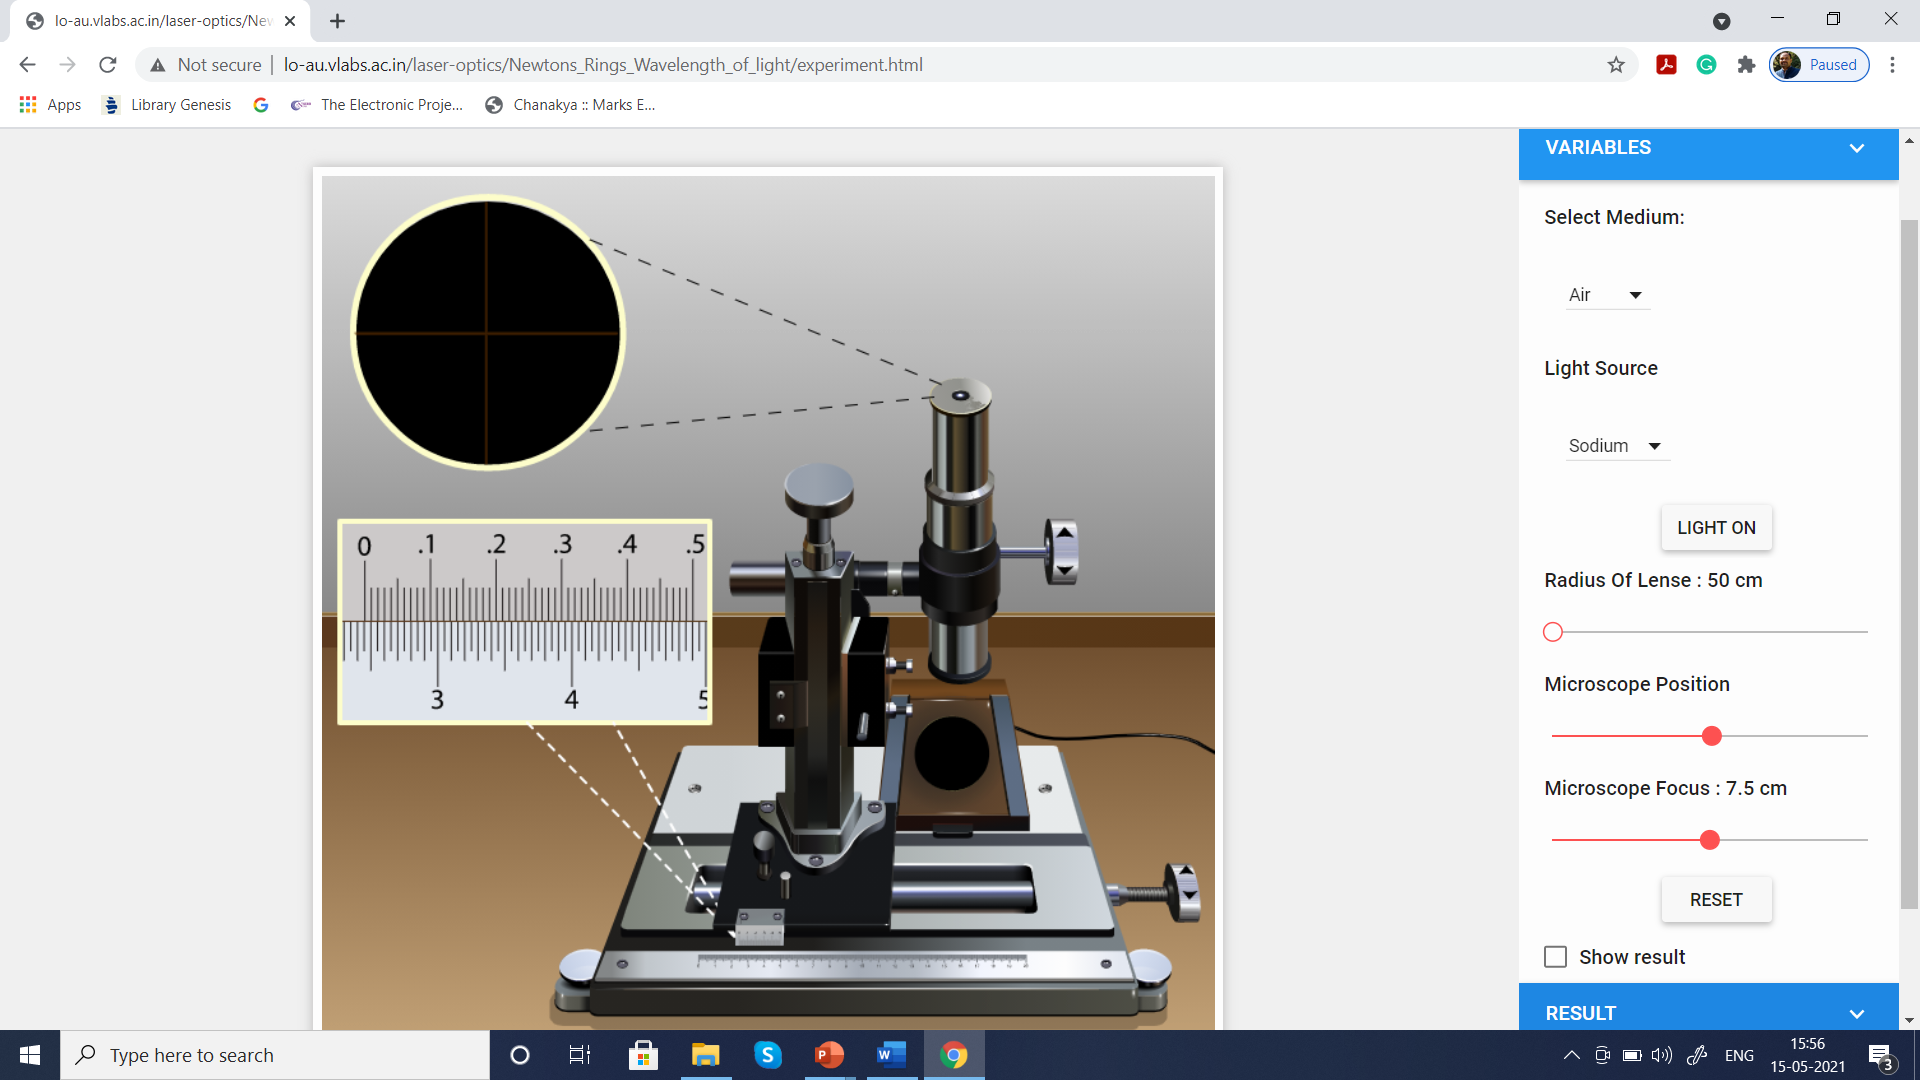 lo-au.vlabs.ac.in/laser-optics/New
Not secure | lo-au.vlabs.ac.in/laser-optics/Newtons_Rings_Wavelength_of_light/experiment.html
Paused
Apps Library Genesis The Electronic Proje... Chanakya :: Marks E...
VARIABLES
Select Medium:
Air
Light Source
Sodium
LIGHT ON
Radius Of Lense : 50 cm
Microscope Position
Microscope Focus : 7.5 cm
RESET
Show result
RESULT
0 .1 .2 .3 .4 .5
3 4 5
Type here to search
ENG
15:56
15-05-2021
3